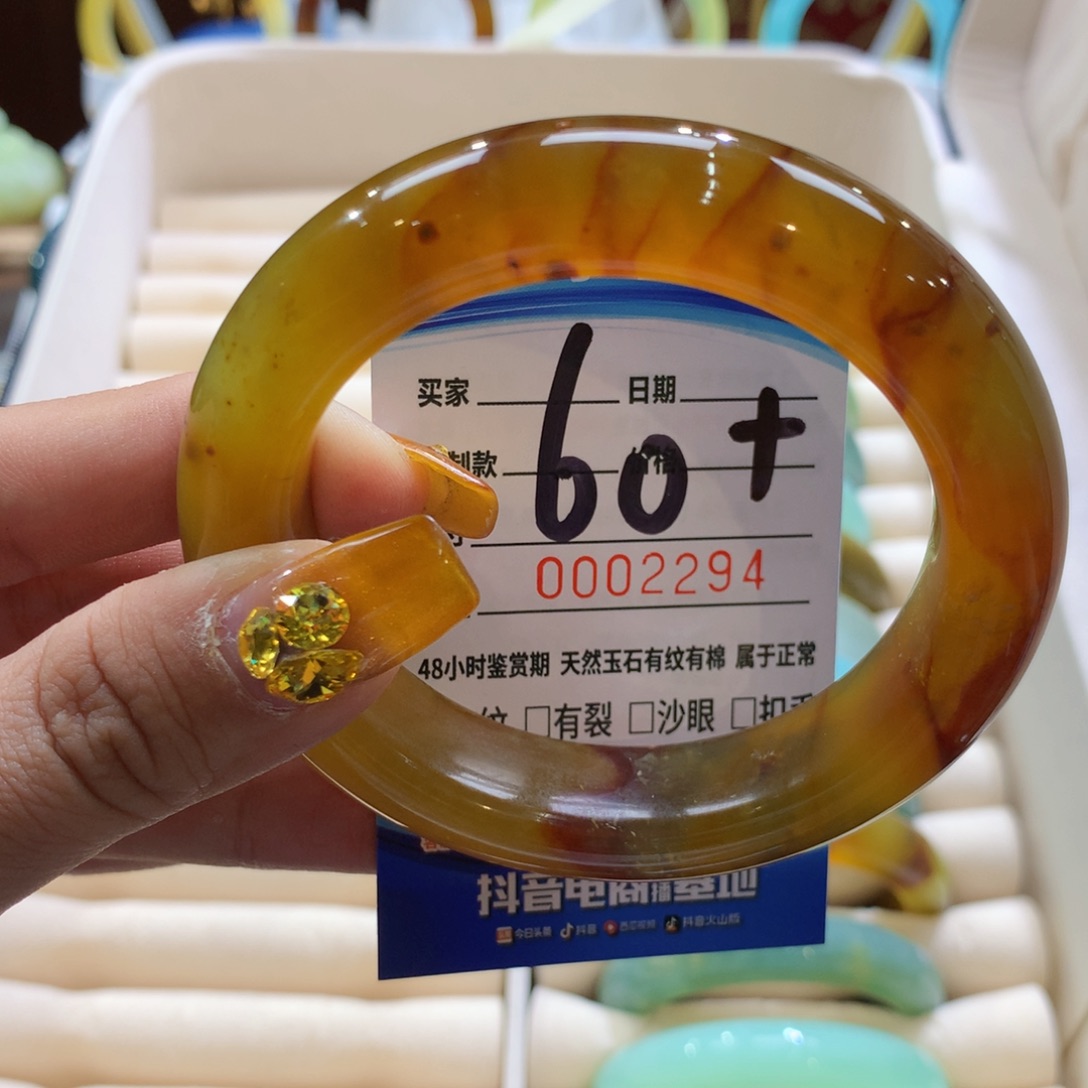 买家 日期
制款 价格
60+
0002294
48小时鉴赏期 天然玉石有纹有棉 属于正常
纹 □有裂 □沙眼 □扣
抖音电商直播基地
今日头条 抖音 西瓜视频 抖音火山版